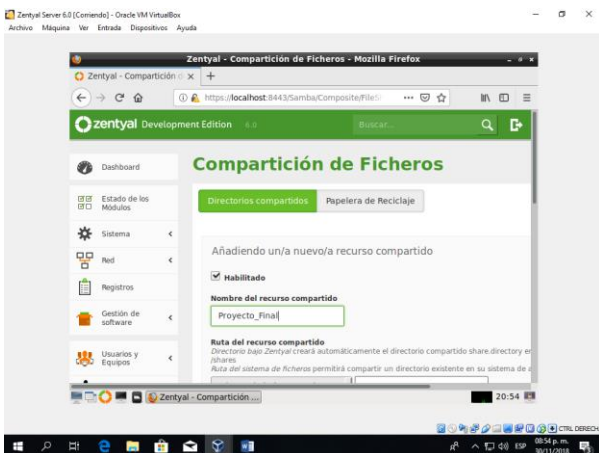 Zentyal Server 6.0 [Corriendo] - Oracle VM VirtualBox
Archivo Máquina Ver Entrada Dispositivos Ayuda
Zentyal - Compartición de Ficheros - Mozilla Firefox
Zentyal - Compartición d
https://localhost:8443/Samba/Composite/FileS
zentyal Development Edition 6.0
Buscar...
Compartición de Ficheros
Dashboard
Directorios compartidos Papelera de Reciclaje
Estado de los Módulos
Sistema
Red
Registros
Gestión de software
Usuarios y Equipos
Añadiendo un/a nuevo/a recurso compartido
Habilitado
Nombre del recurso compartido
Proyecto_Final
Ruta del recurso compartido
Directorio bajo Zentyal creará automáticamente el directorio compartido share.directory en
/shares
Ruta del sistema de ficheros permitirá compartir un directorio existente en su sistema de a
Zentyal - Compartición ...
20:54
CTRL DERECH
ESP
08:54 p. m.
30/11/2018